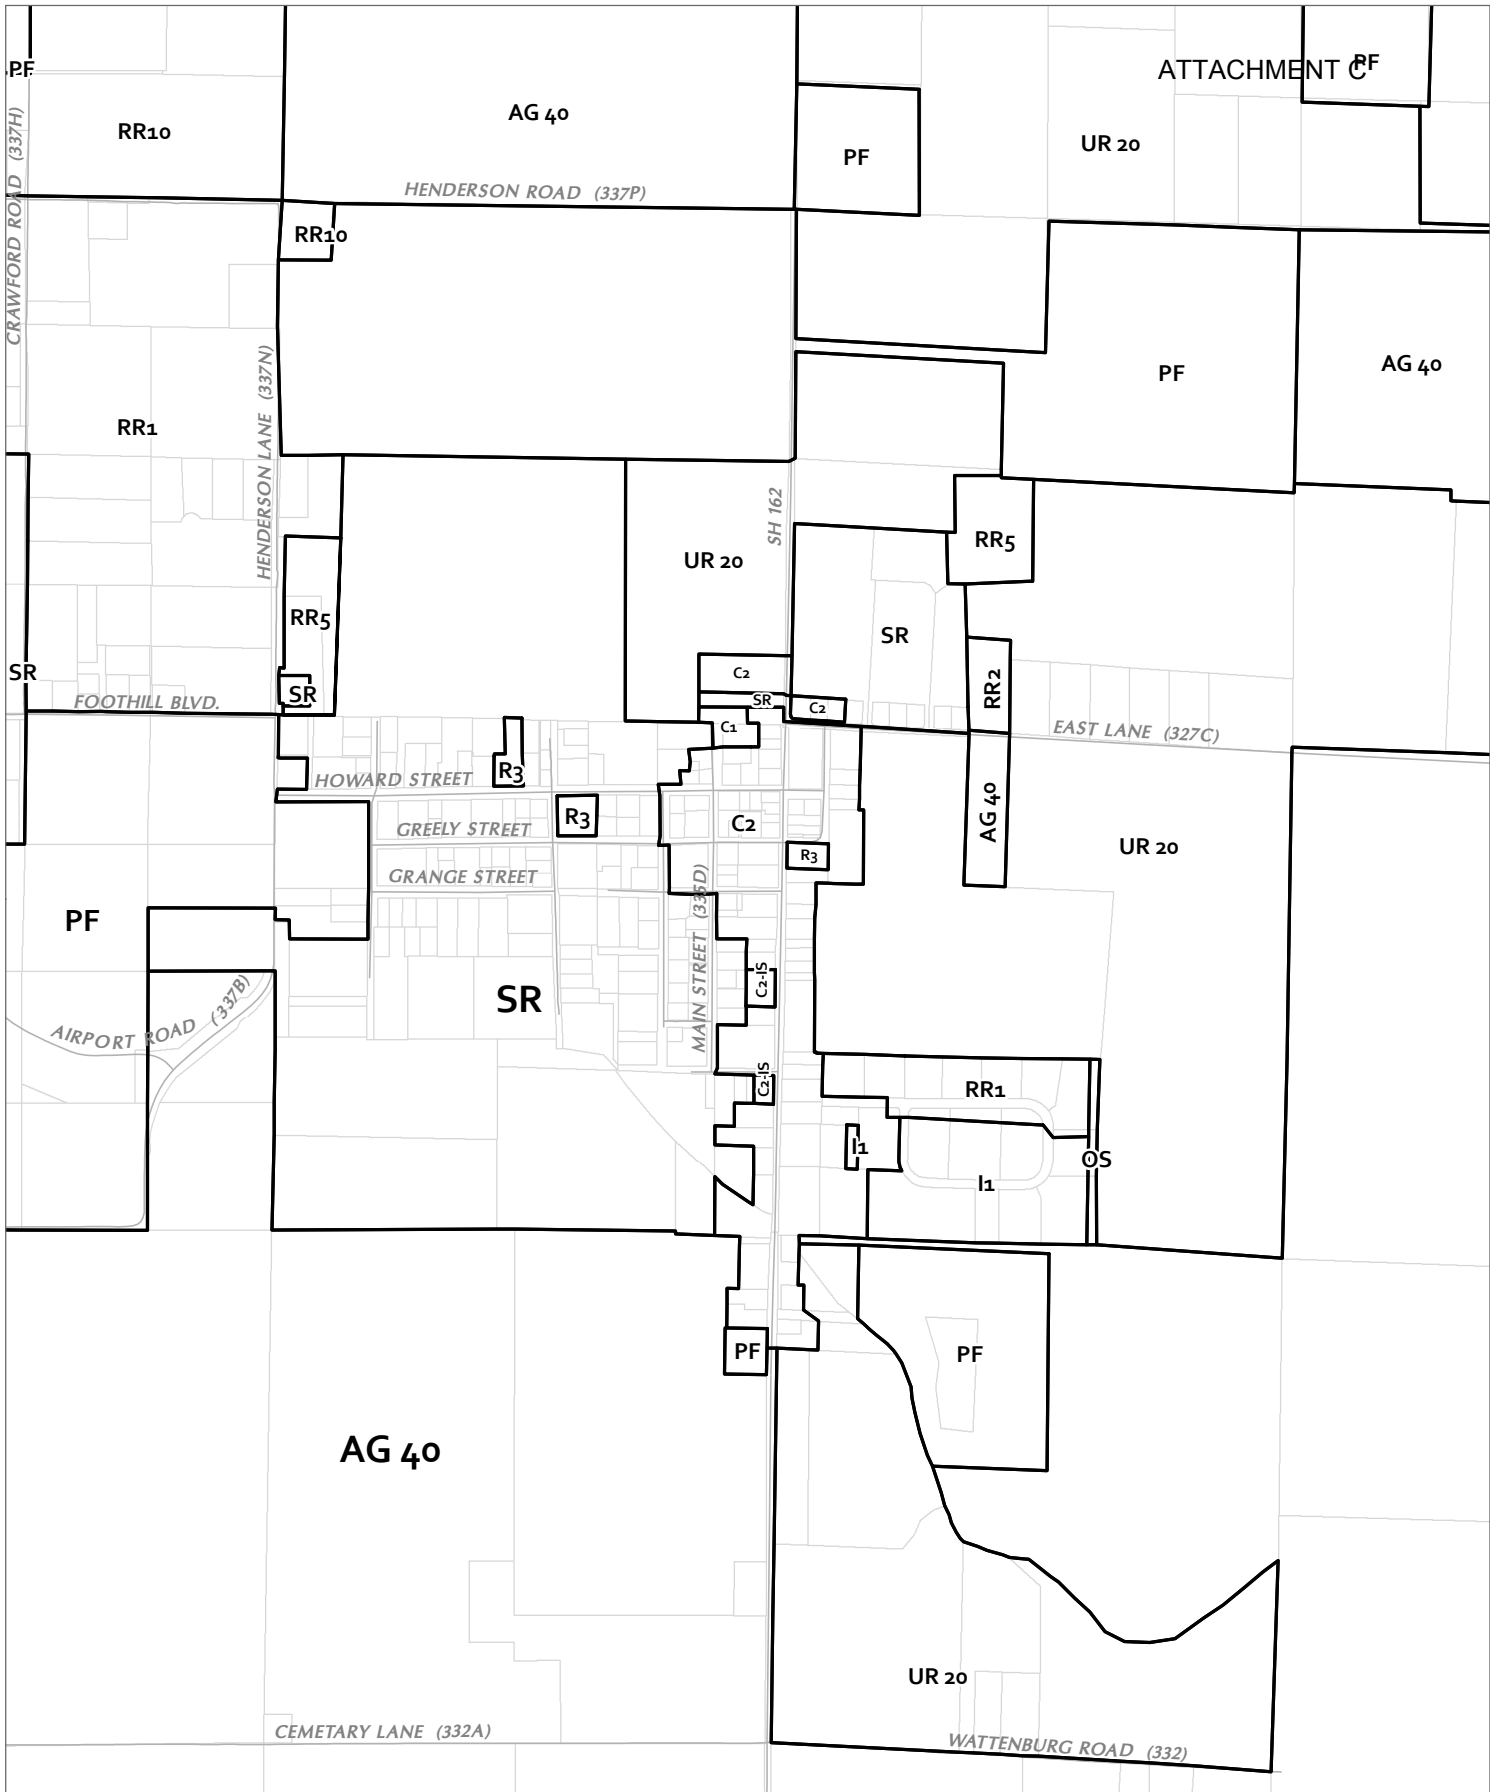 PF
ATTACHMENT C
PF
AG 40
RR10
UR 20
PF
HENDERSON ROAD (337P)
CRAWFORD ROAD (337H)
RR10
PF
AG 40
RR1
HENDERSON LANE (337N)
SH 162
RR5
UR 20
RR5
SR
SR
C2
RR2
SR
SR
C2
FOOTHILL BLVD.
C1
EAST LANE (327C)
R3
HOWARD STREET
AG 40
R3
C2
GREELY STREET
UR 20
R3
GRANGE STREET
MAIN STREET (335D)
PF
C2-IS
SR
AIRPORT ROAD (337B)
C2-IS
RR1
I1
OS
I1
PF
PF
AG 40
UR 20
CEMETARY LANE (332A)
WATTENBURG ROAD (332)